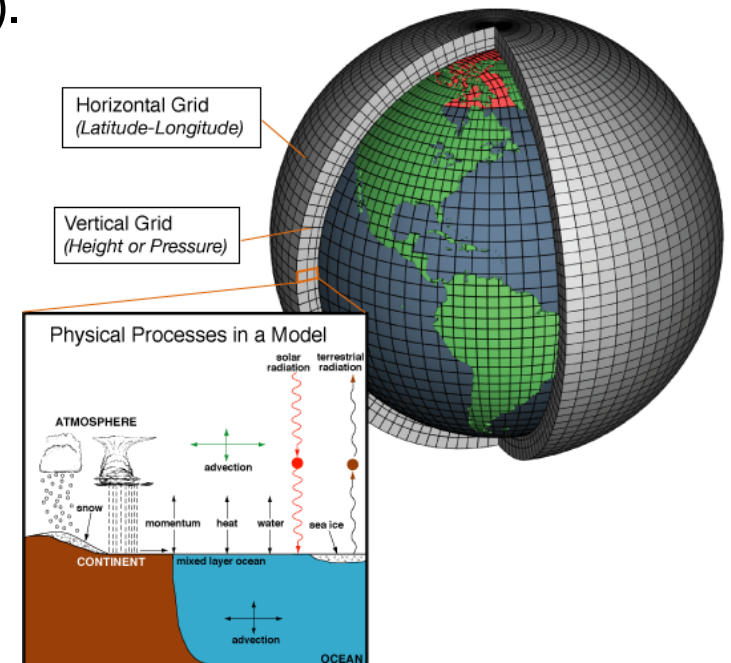 ).
Horizontal Grid
(Latitude-Longitude)
Vertical Grid
(Height or Pressure)
Physical Processes in a Model
solar radiation
terrestrial radiation
ATMOSPHERE
advection
snow
momentum
heat
water
sea ice
CONTINENT
mixed layer ocean
advection
OCEAN